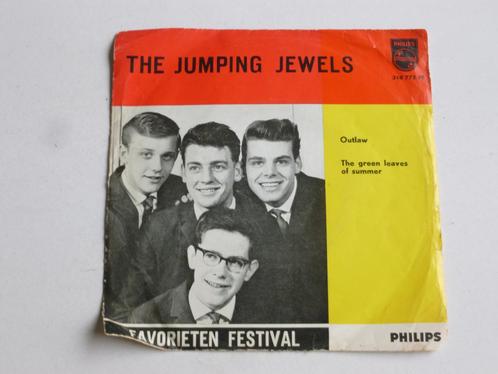 PHILIPS
THE JUMPING JEWELS
Outlaw
The green leaves
of summer
FAVORIETEN FESTIVAL
PHILIPS